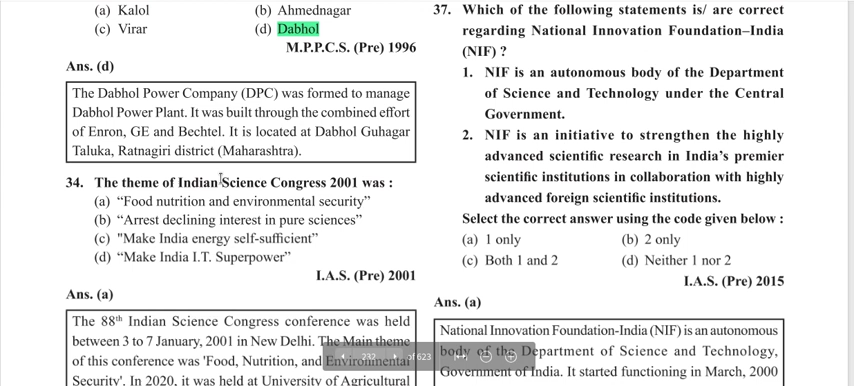 (a) Kalol (b) Ahmednagar
(c) Virar (d) Dabhol
M.P.P.C.S. (Pre) 1996
Ans. (d)
The Dabhol Power Company (DPC) was formed to manage
Dabhol Power Plant. It was built through the combined effort
of Enron, GE and Bechtel. It is located at Dabhol Guhagar
Taluka, Ratnagiri district (Maharashtra).
34. The theme of Indian Science Congress 2001 was :
(a) “Food nutrition and environmental security”
(b) “Arrest declining interest in pure sciences”
(c) "Make India energy self-sufficient”
(d) “Make India I.T. Superpower”
I.A.S. (Pre) 2001
Ans. (a)
The 88th Indian Science Congress conference was held
between 3 to 7 January, 2001 in New Delhi. The Main theme
of this conference was 'Food, Nutrition, and Environmental
Security'. In 2020, it was held at University of Agricultural
37. Which of the following statements is/ are correct
regarding National Innovation Foundation–India
(NIF) ?
1. NIF is an autonomous body of the Department
of Science and Technology under the Central
Government.
2. NIF is an initiative to strengthen the highly
advanced scientific research in India’s premier
scientific institutions in collaboration with highly
advanced foreign scientific institutions.
Select the correct answer using the code given below :
(a) 1 only (b) 2 only
(c) Both 1 and 2 (d) Neither 1 nor 2
I.A.S. (Pre) 2015
Ans. (a)
National Innovation Foundation-India (NIF) is an autonomous
body of the Department of Science and Technology,
Government of India. It started functioning in March, 2000
232 of 623